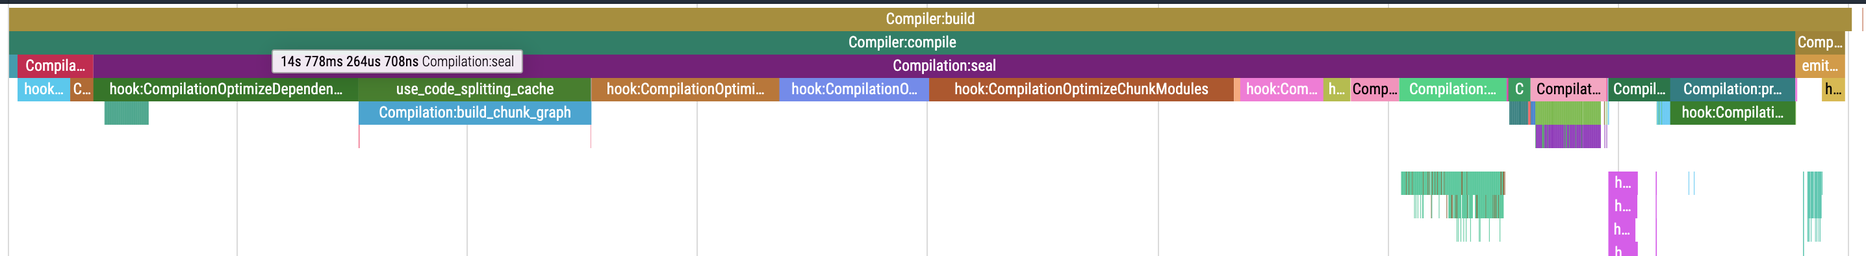 Compiler:build
Compiler:compile
Comp...
Compila...
14s 778ms 264us 708ns Compilation:seal
Compilation:seal
emit...
hook...
C...
hook:CompilationOptimizeDependen...
use_code_splitting_cache
hook:CompilationOptimi...
hook:CompilationO...
hook:CompilationOptimizeChunkModules
hook:Com...
h...
Comp...
Compilation:...
C
Compilat...
Compil...
Compilation:pr...
h...
Compilation:build_chunk_graph
hook:Compilati...
h...
h...
h...
h...